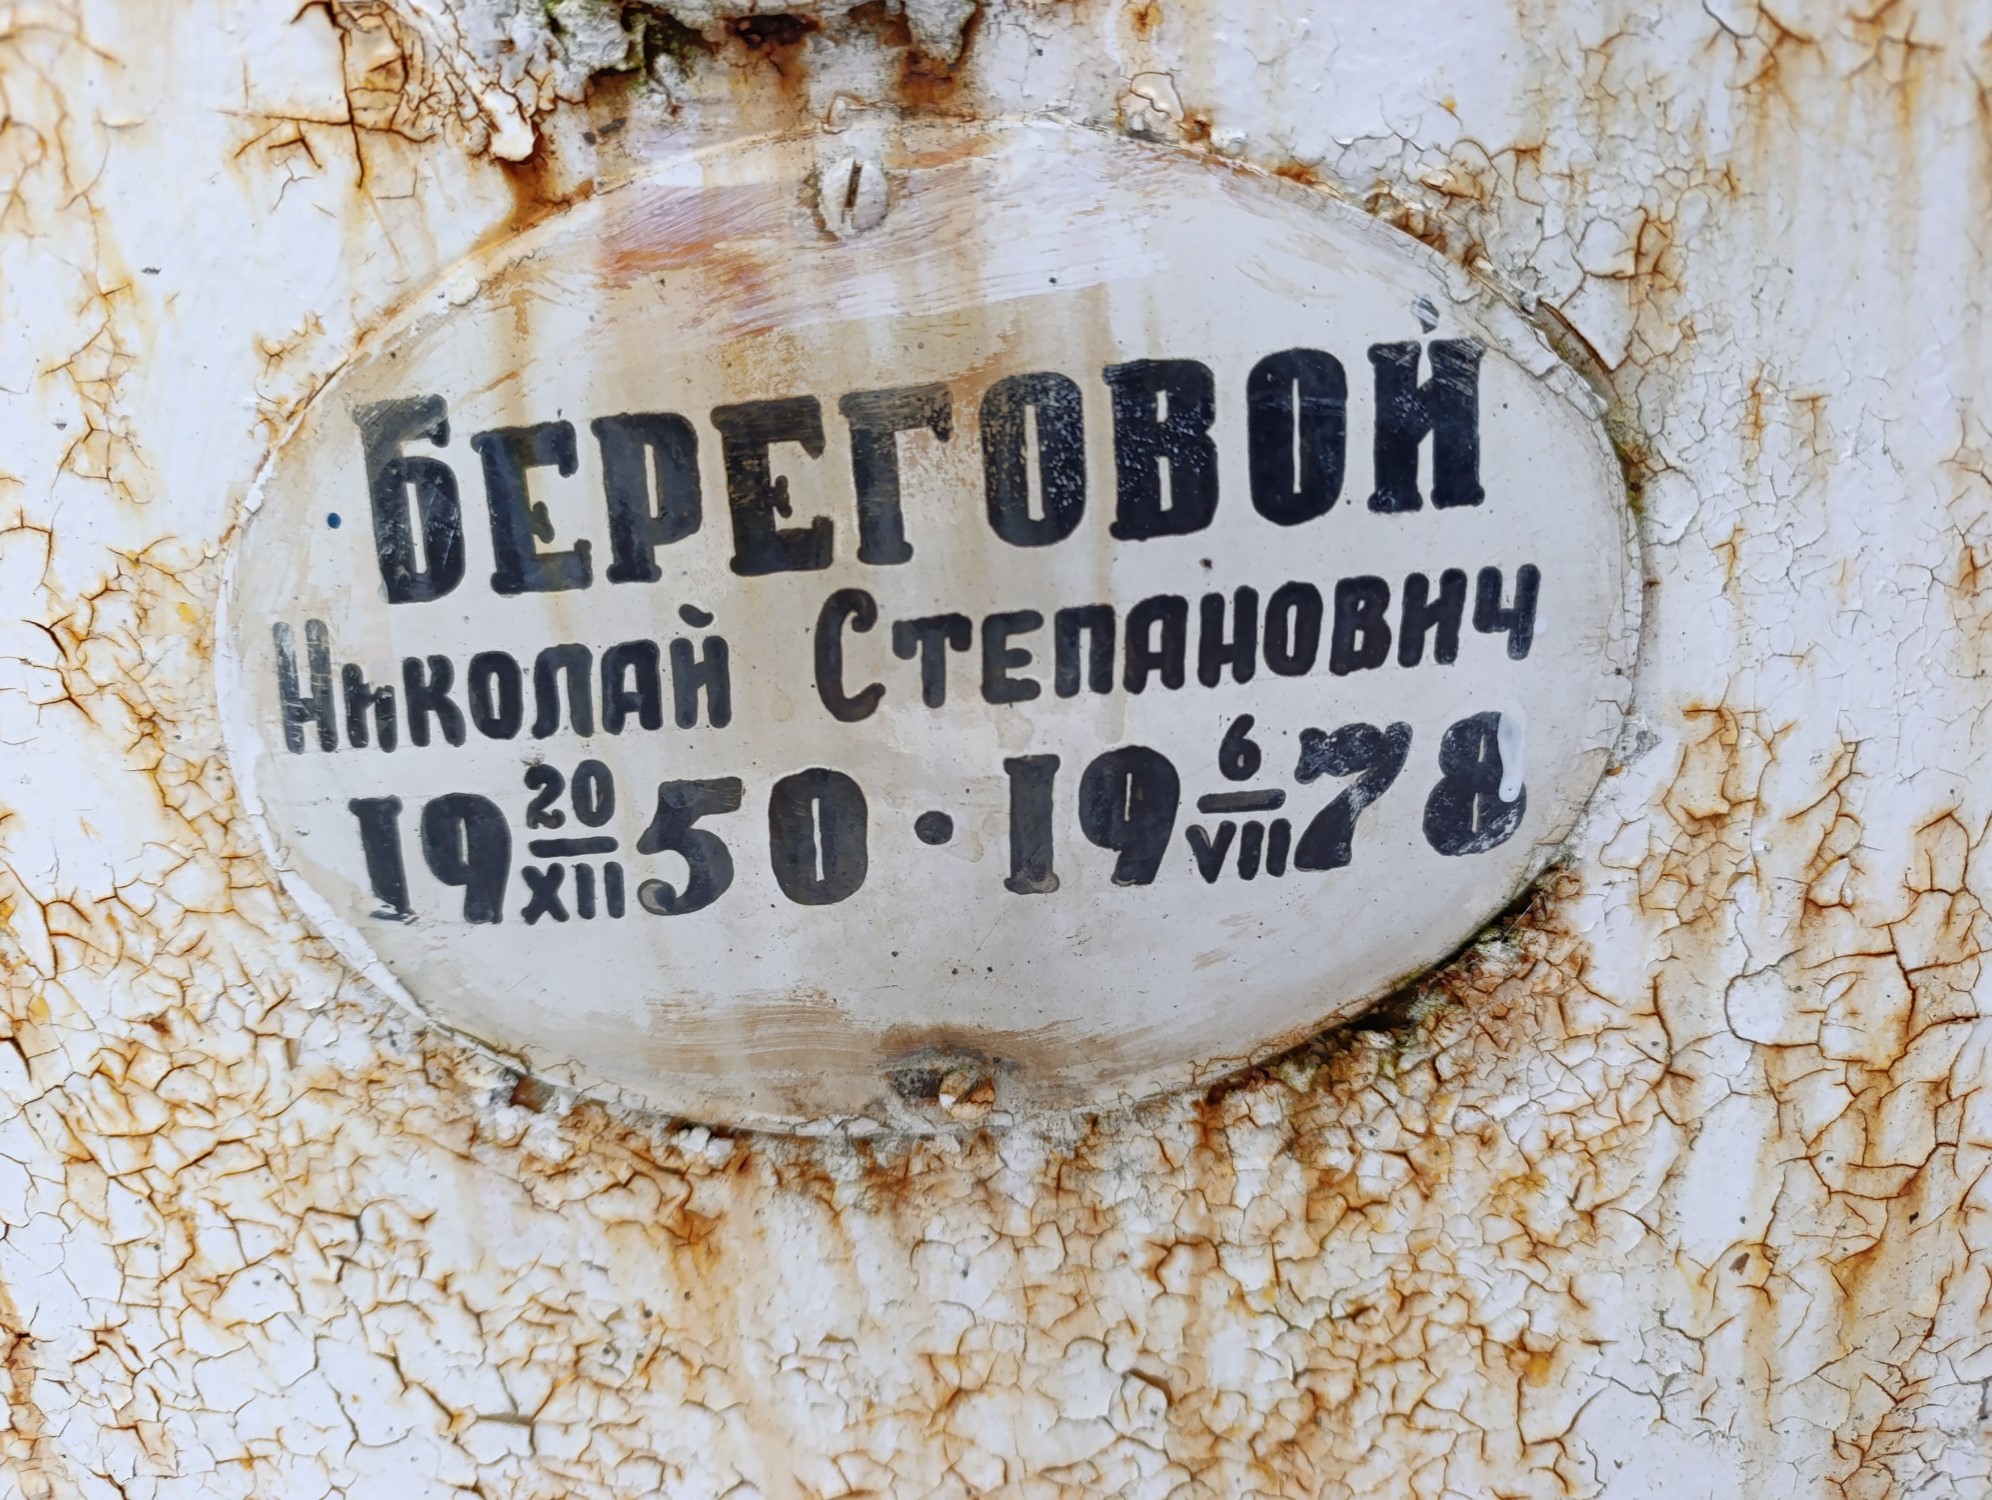 БЕРЕГОВОЙ
Николай Степанович
19 20/XII 50 • 19 6/VII 78